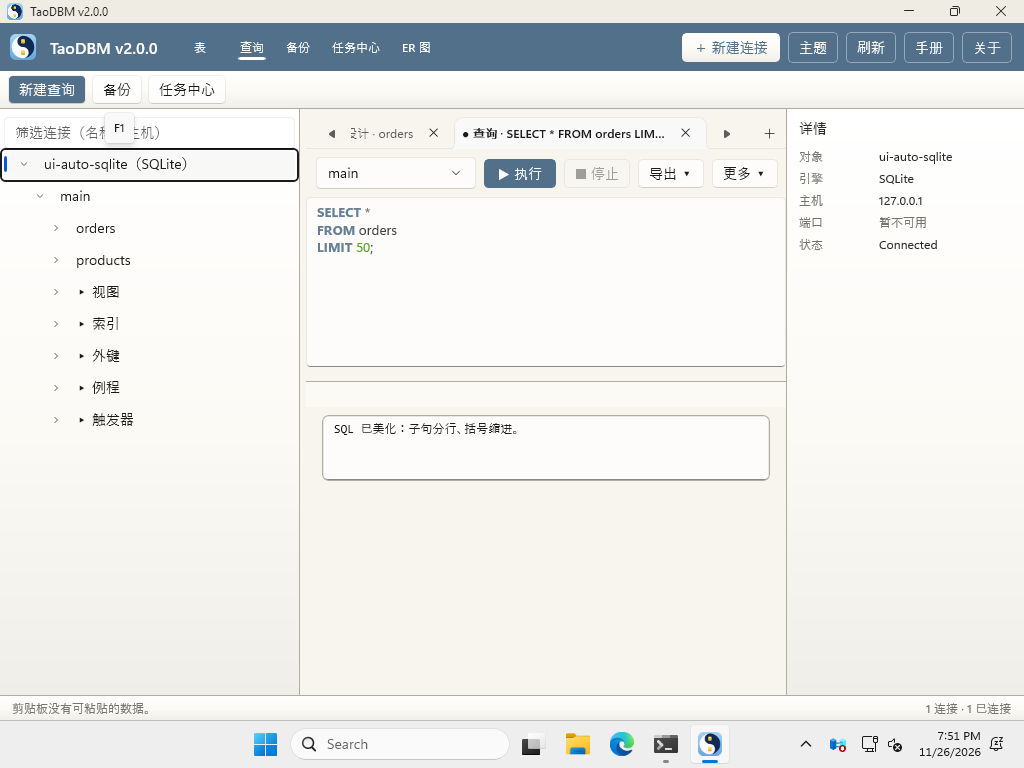 TaoDBM v2.0.0
TaoDBM v2.0.0
表
查询
备份
任务中心
ER 图
+ 新建连接
主题
刷新
手册
关于
新建查询
备份
任务中心
筛选连接（名
主机）
F1
ui-auto-sqlite（SQLite）
main
orders
products
视图
索引
外键
例程
触发器
计 · orders
● 查询 · SELECT * FROM orders LIM...
main
执行
停止
导出
更多
SELECT *
FROM orders
LIMIT 50;
SQL 已美化：子句分行、括号缩进。
详情
对象 ui-auto-sqlite
引擎 SQLite
主机 127.0.0.1
端口 暂不可用
状态 Connected
剪贴板没有可粘贴的数据。
1 连接 · 1 已连接
Search
7:51 PM
11/26/2026